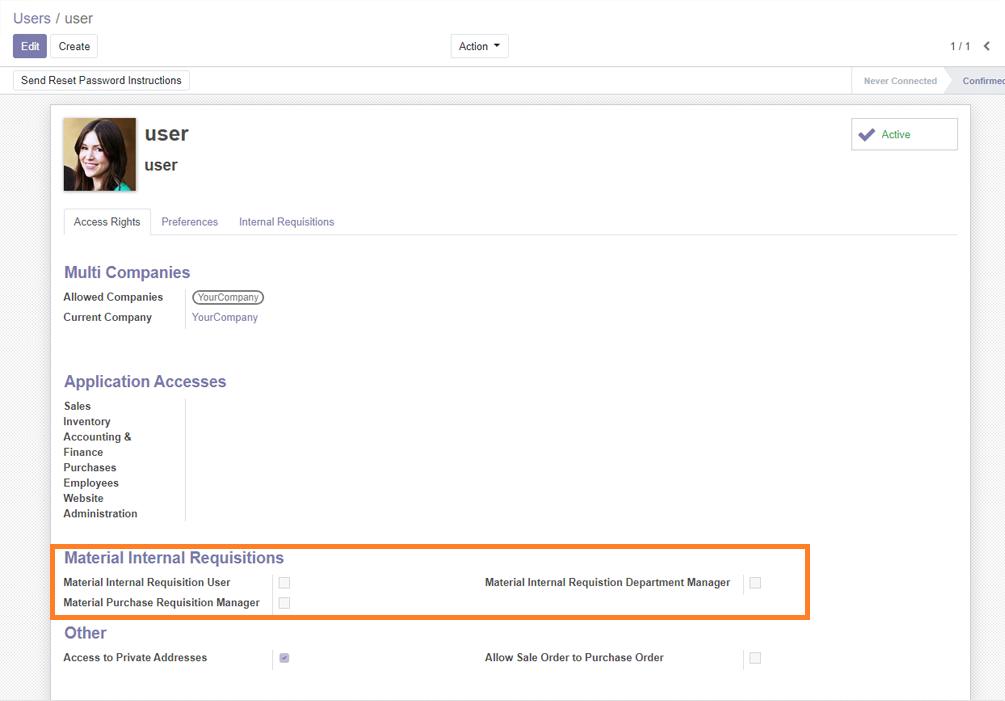 Users / user
Edit Create Action 1 / 1
Send Reset Password Instructions Never Connected Confirmed
user
user
Active
Access Rights Preferences Internal Requisitions
Multi Companies
Allowed Companies YourCompany
Current Company YourCompany
Application Accesses
Sales
Inventory
Accounting &
Finance
Purchases
Employees
Website
Administration
Material Internal Requisitions
Material Internal Requisition User Material Internal Requistion Department Manager
Material Purchase Requisition Manager
Other
Access to Private Addresses Allow Sale Order to Purchase Order